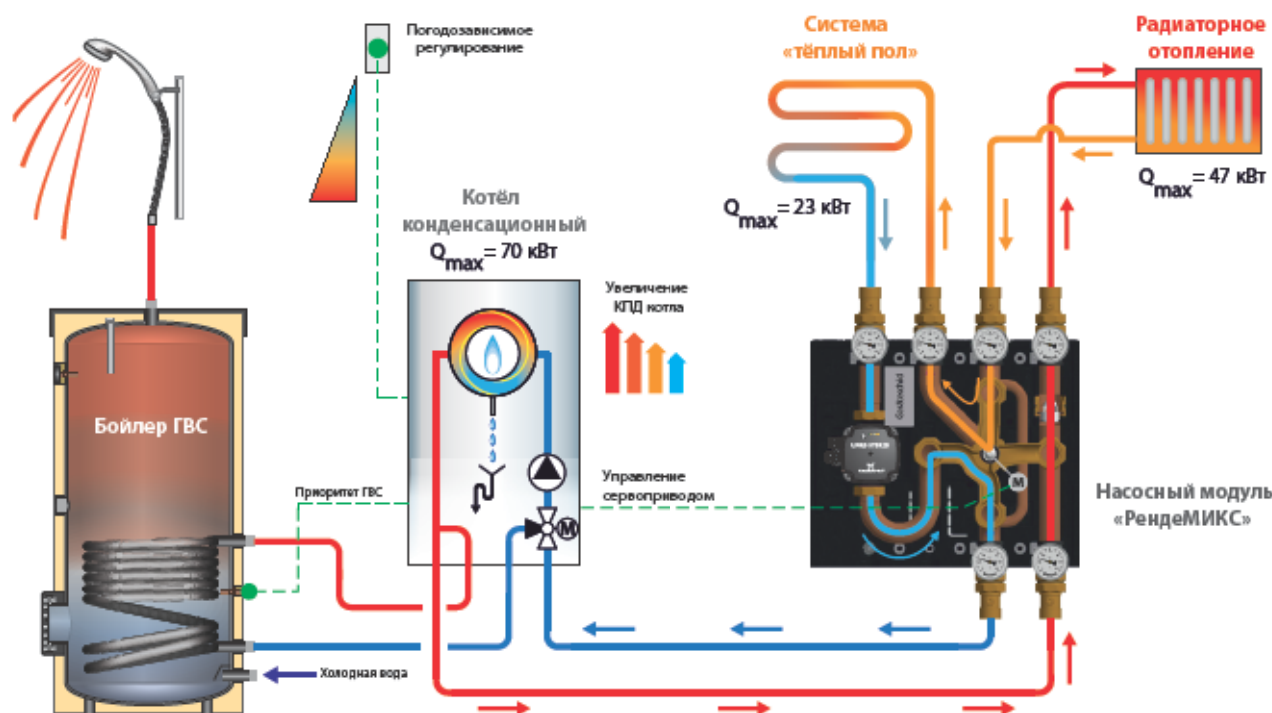 Погодозависимое
регулирование
Система
«тёплый пол»
Радиаторное
отопление
Котёл
конденсационный
Qmax = 70 кВт
Qmax = 23 кВт
Qmax = 47 кВт
Увеличение
КПД котла
Бойлер ГВС
Приоритет ГВС
Управление
сервоприводом
M
M
Насосный модуль
«РендеМИКС»
Холодная вода